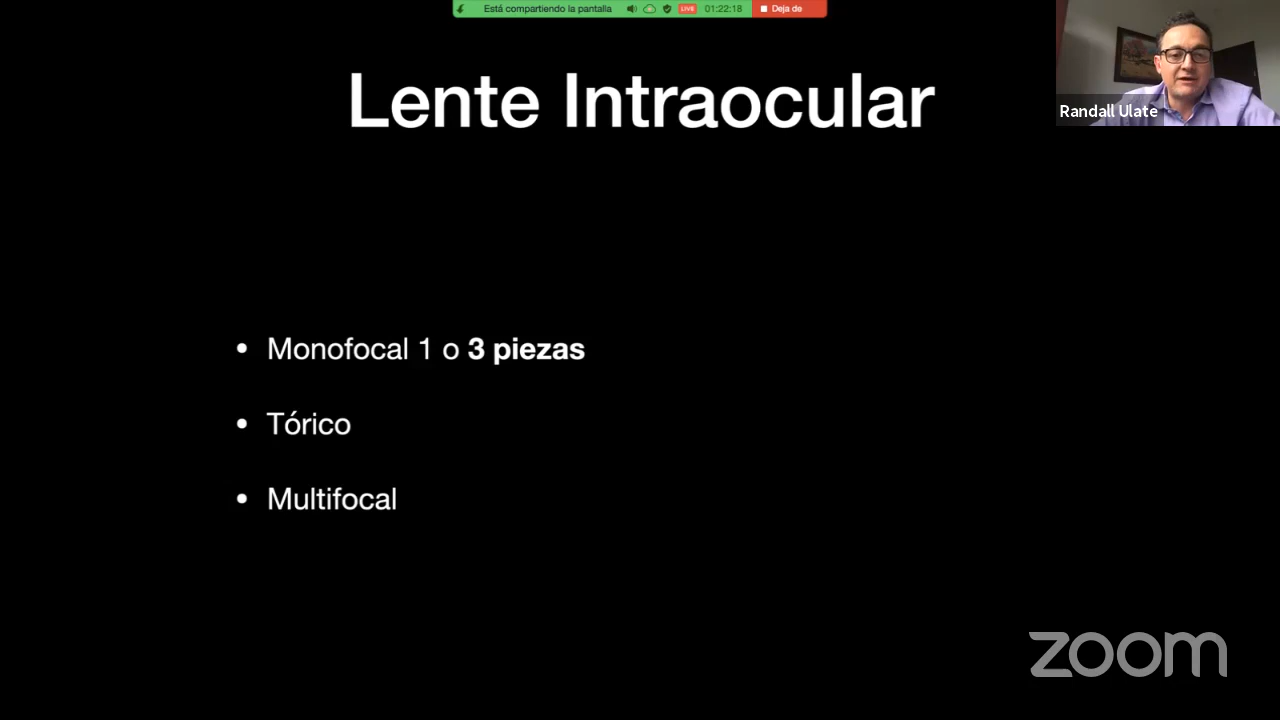 Está compartiendo la pantalla
LIVE
01:22:18
Deja de
Lente Intraocular
Randall Ulate
• Monofocal 1 o 3 piezas
• Tórico
• Multifocal
zoom